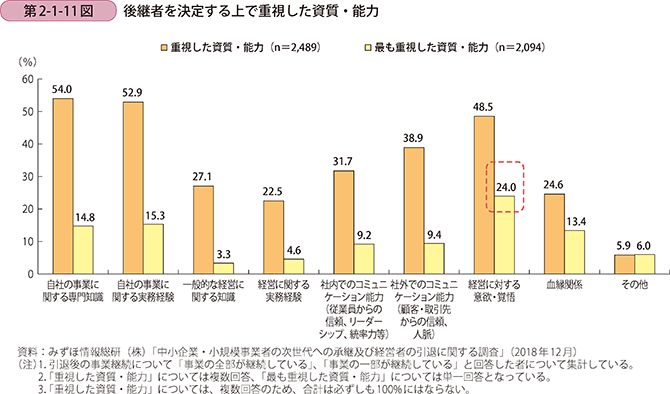 第2-1-11図 後継者を決定する上で重視した資質・能力
重視した資質・能力（n＝2,489） 最も重視した資質・能力（n＝2,094）
（%）
60
50
40
30
20
10
0
54.0 14.8
52.9 15.3
27.1 3.3
22.5 4.6
31.7 9.2
38.9 9.4
48.5 24.0
24.6 13.4
5.9 6.0
自社の事業に
関する専門知識
自社の事業に
関する実務経験
一般的な経営に
関する知識
経営に関する
実務経験
社内でのコミュニ
ケーション能力
（従業員からの
信頼、リーダー
シップ、統率力等）
社外でのコミュニ
ケーション能力
（顧客・取引先
からの信頼、
人脈）
経営に対する
意欲・覚悟
血縁関係
その他
資料：みずほ情報総研（株）「中小企業・小規模事業者の次世代への承継及び経営者の引退に関する調査」（2018年12月）
（注）1. 引退後の事業継続について「事業の全部が継続している」、「事業の一部が継続している」と回答した者について集計している。
2.「重視した資質・能力」については複数回答、「最も重視した資質・能力」については単一回答となっている。
3.「重視した資質・能力」については、複数回答のため、合計は必ずしも100%にはならない。